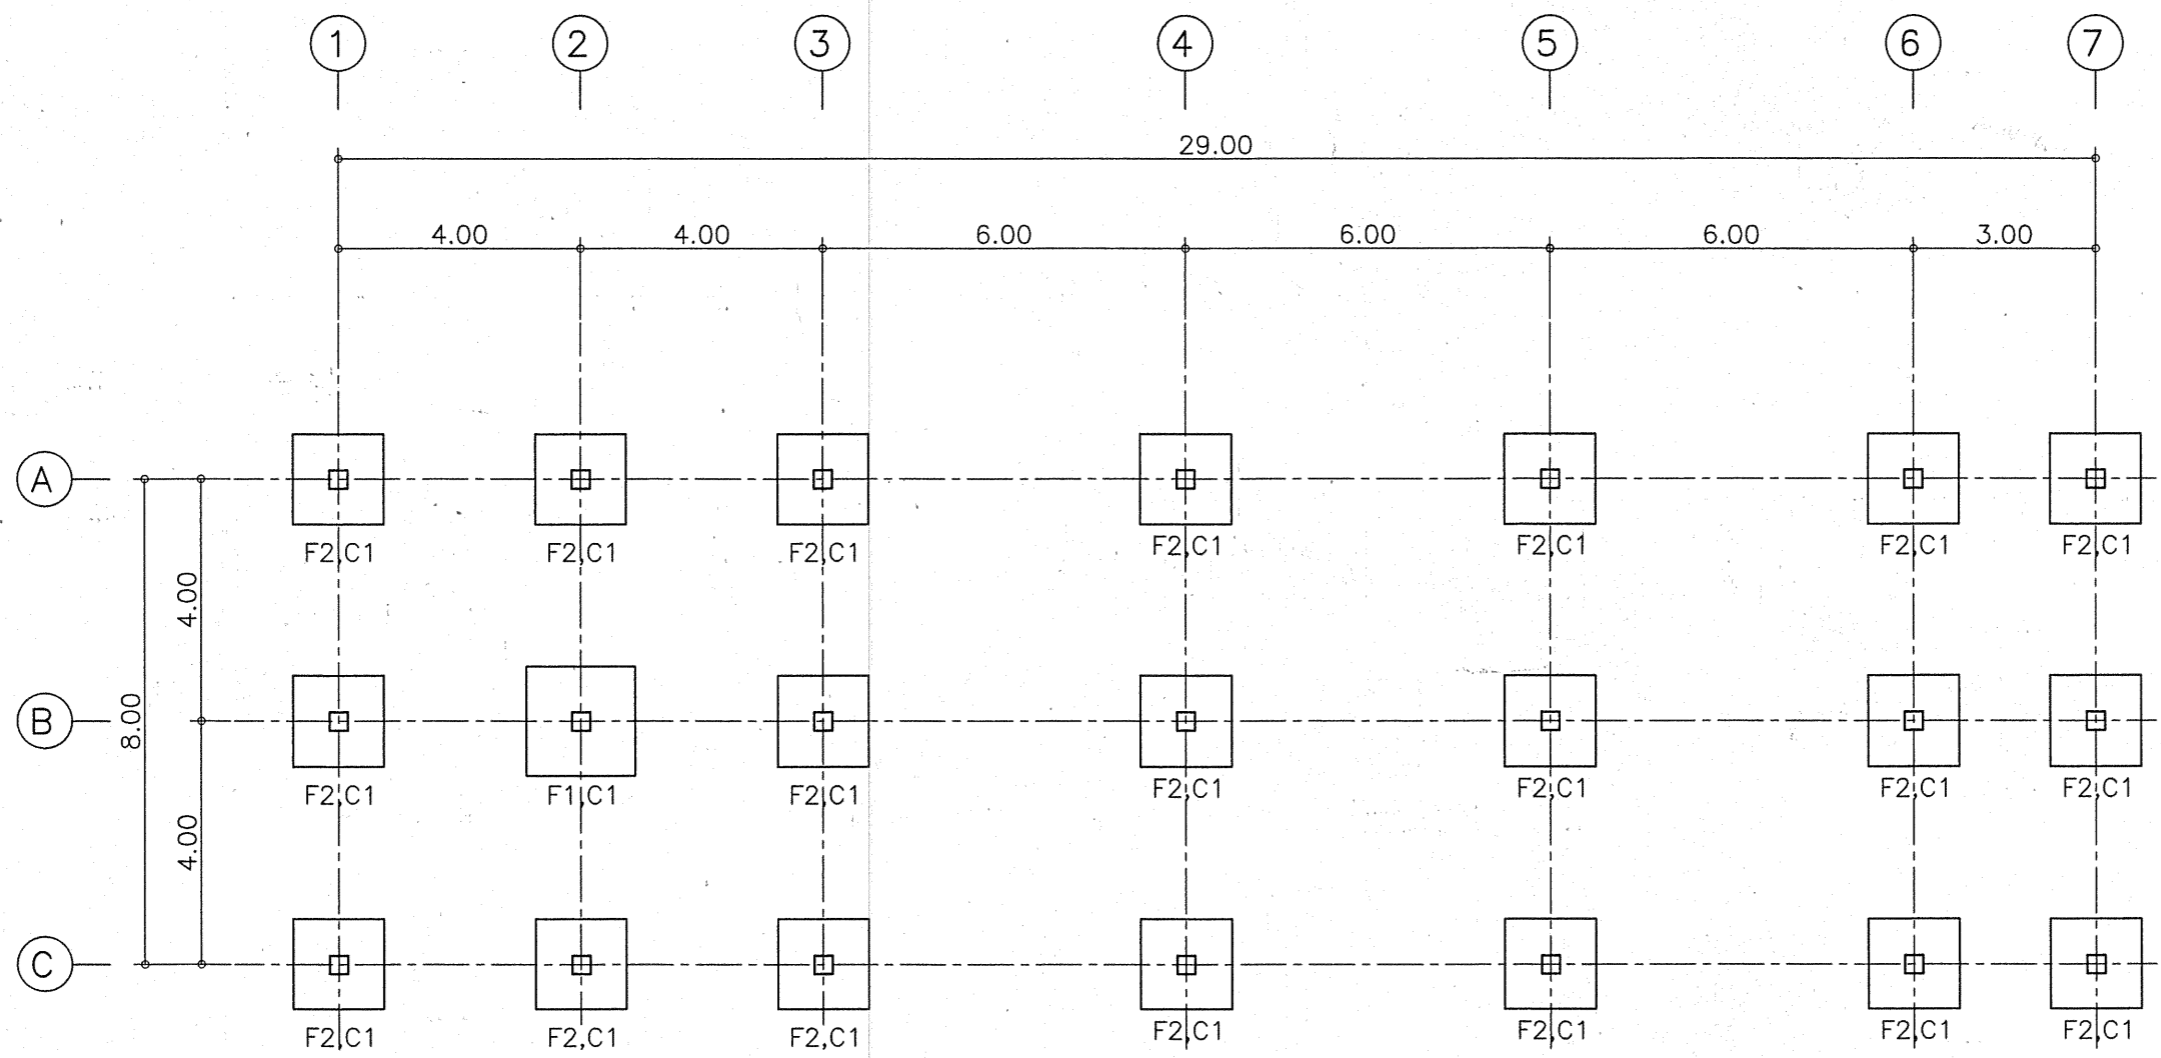 1 2 3 4 5 6 7
29.00
4.00 4.00 6.00 6.00 6.00 3.00
A
F2,C1 F2,C1 F2,C1 F2,C1 F2,C1 F2,C1 F2,C1
4.00
B
8.00
F2,C1 F1,C1 F2,C1 F2,C1 F2,C1 F2,C1 F2,C1
4.00
C
F2,C1 F2,C1 F2,C1 F2,C1 F2,C1 F2,C1 F2,C1